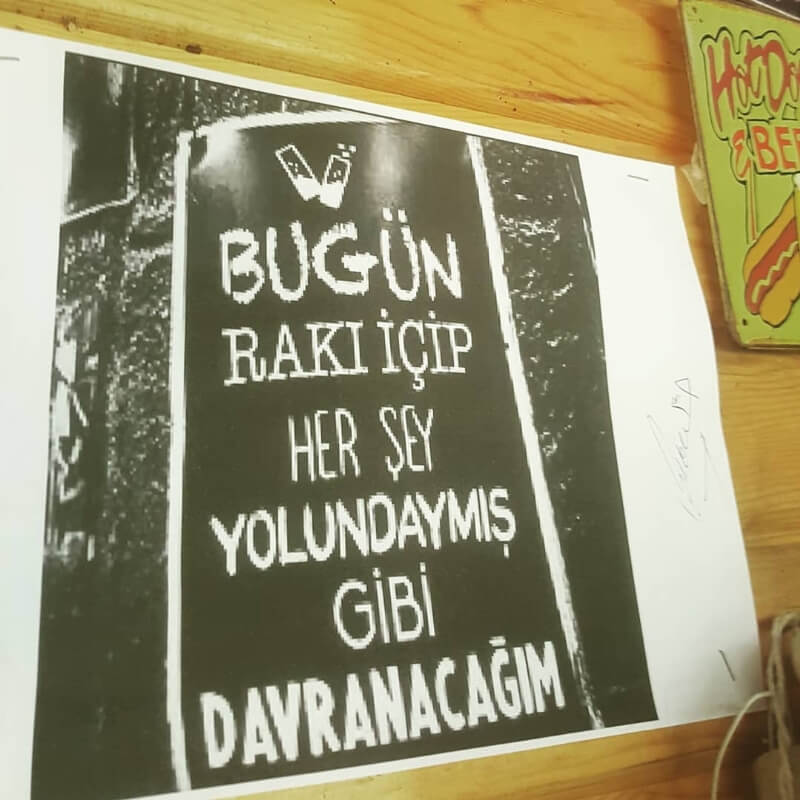 BUGÜN
RAKI İÇİP
HER ŞEY
YOLUNDAYMIŞ
GİBİ
DAVRANACAĞIM
&